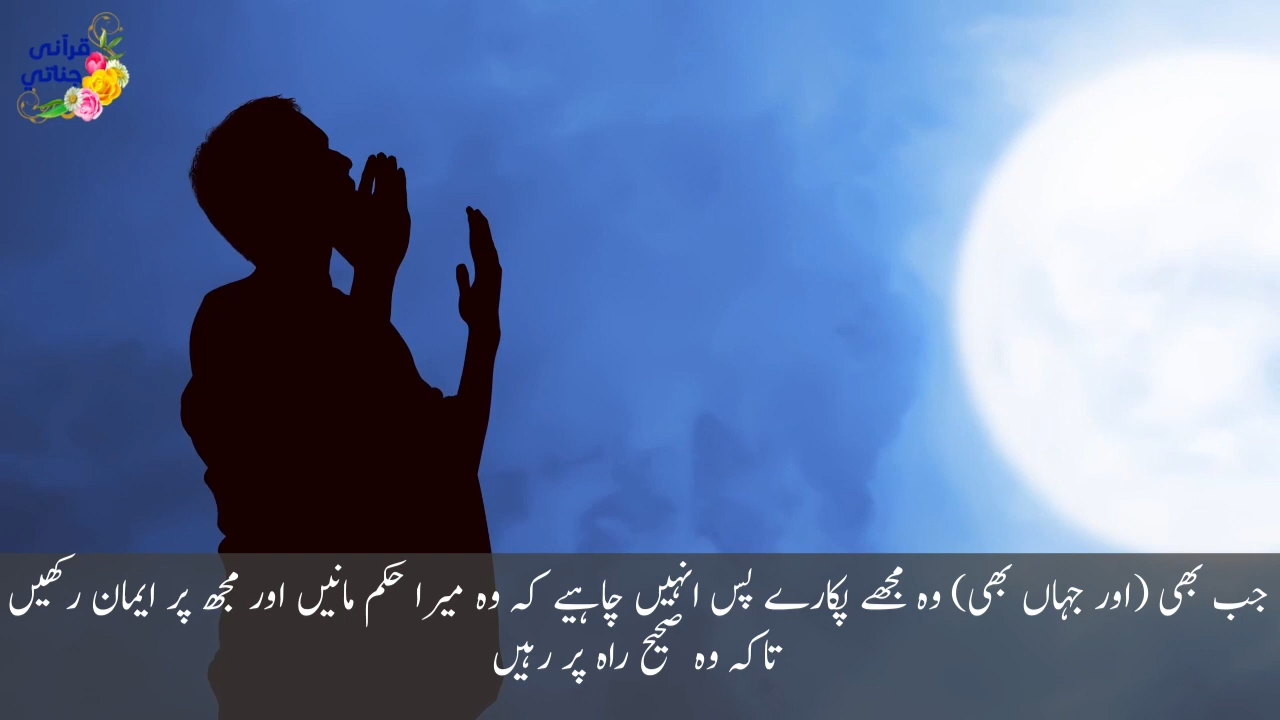 قرآنی
جناتي
جب بھی (اور جہاں بھی) وہ مجھے پکارے پس انہیں چاہیے کہ وہ میرا حکم مانیں اور مجھ پر ایمان رکھیں
تاکہ وہ صحیح راہ پر رہیں